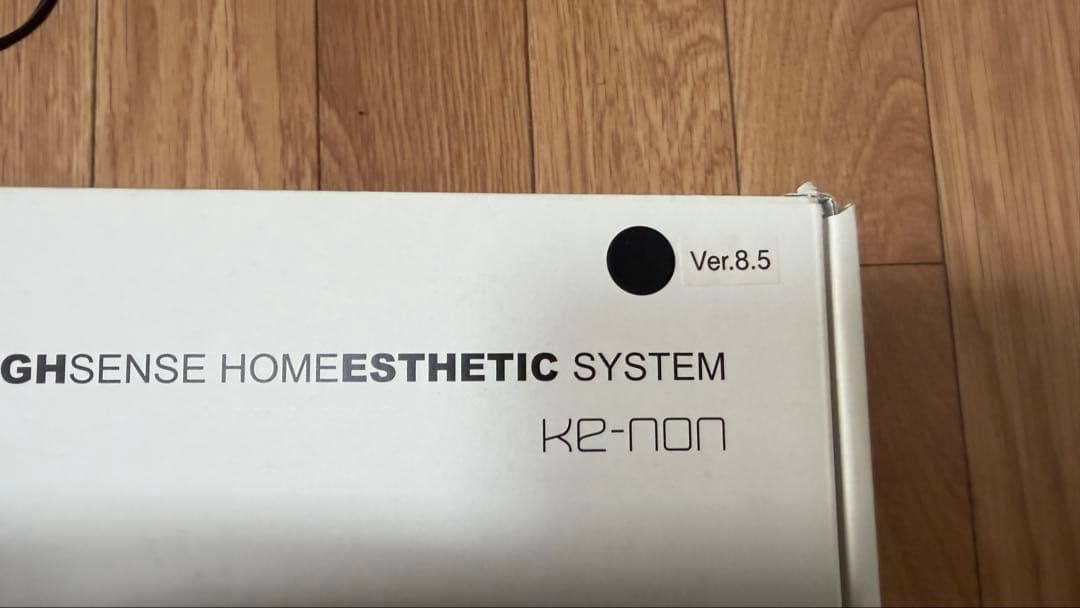 Ver.8.5
GHSENSE HOMEESTHETIC SYSTEM
ke-non